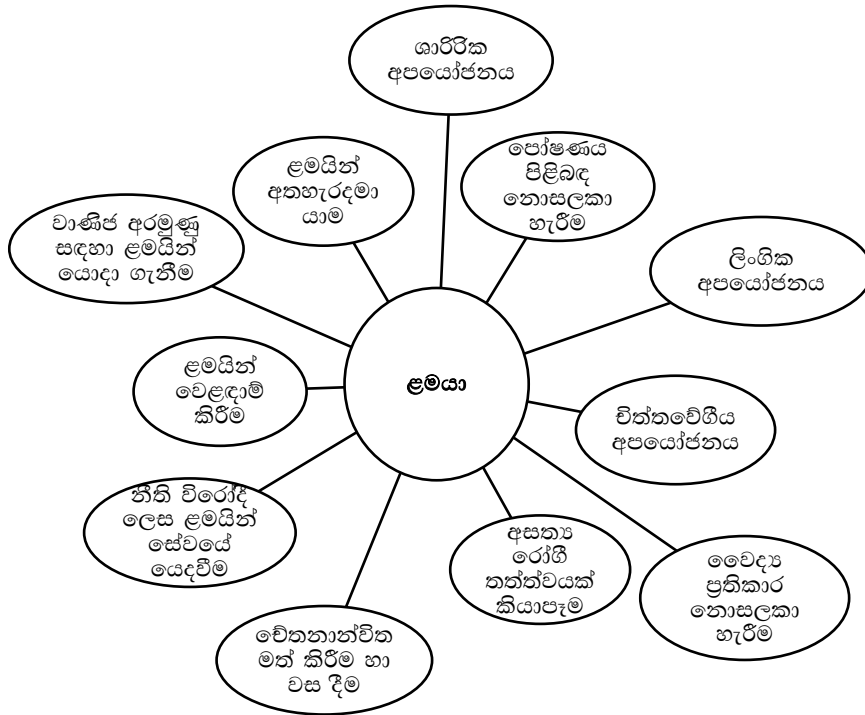 ශාරිරික
අපයෝජනය
ළමයින්
අතහැරදමා
යාම
පෝෂණය
පිළිබඳ
නොසලකා
හැරීම
වාණිජ අරමුණු
සඳහා ළමයින්
යොදා ගැනීම
ලිංගික
අපයෝජනය
ළමයා
ළමයින්
වෙළඳාම්
කිරීම
චිත්තවේගීය
අපයෝජනය
නීති විරෝදී
ලෙස ළමයින්
සේවයේ
යෙදවීම
අසත්‍ය
රෝගී
තත්ත්වයක්
කියාපෑම
වෛද්‍ය
ප්‍රතිකාර
නොසලකා
හැරීම
චේතනාන්විත
මත් කිරීම හා
වස දීම